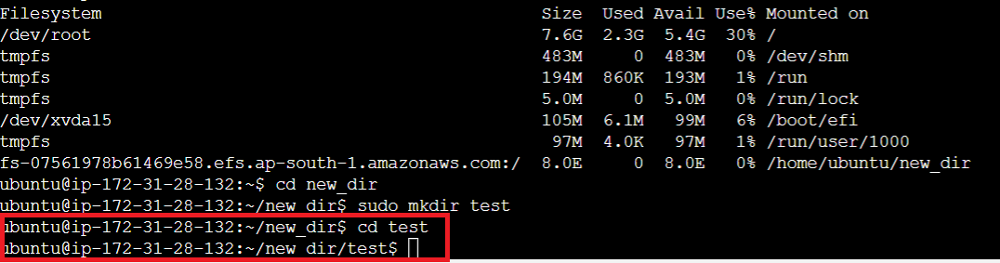 Filesystem Size Used Avail Use% Mounted on
/dev/root 7.6G 2.3G 5.4G 30% /
tmpfs 483M 0 483M 0% /dev/shm
tmpfs 194M 860K 193M 1% /run
tmpfs 5.0M 0 5.0M 0% /run/lock
/dev/xvda15 105M 6.1M 99M 6% /boot/efi
tmpfs 97M 4.0K 97M 1% /run/user/1000
fs-07561978b61469e58.efs.ap-south-1.amazonaws.com:/ 8.0E 0 8.0E 0% /home/ubuntu/new_dir
ubuntu@ip-172-31-28-132:~$ cd new_dir
ubuntu@ip-172-31-28-132:~/new_dir$ sudo mkdir test
ubuntu@ip-172-31-28-132:~/new_dir$ cd test
ubuntu@ip-172-31-28-132:~/new_dir/test$